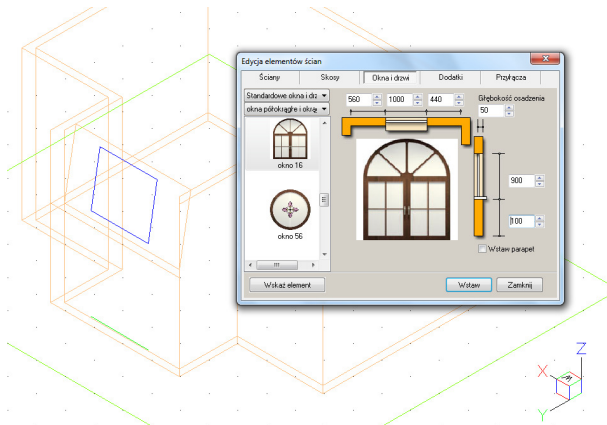 Edycja elementów ścian
Ściany Skosy Okna i drzwi Dodatki Przyłącza
Standardowe okna i drz
okna półokrągłe i okrą
560 1000 440
Głębokość osadzenia
50
okno 16
okno 56
900
100
Wstaw parapet
Wskaż element
Wstaw
Zamknij
Z
X
W
Y